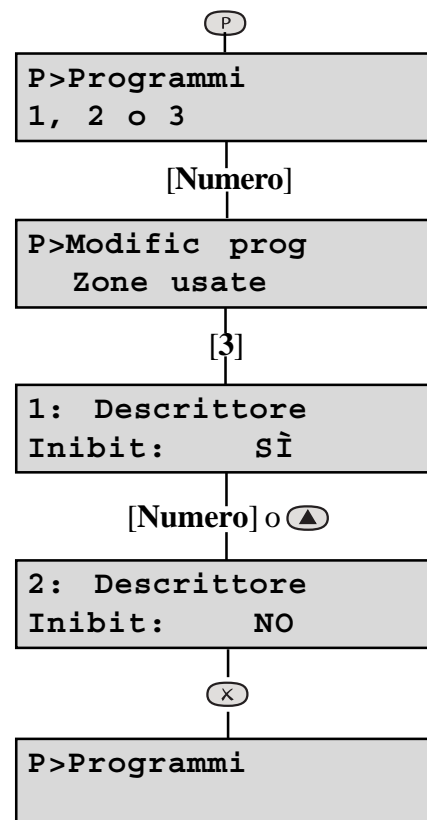 P
P>Programmi
1, 2 o 3
[Numero]
P>Modific prog
Zone usate
[3]
1: Descrittore
Inibit: SÌ
[Numero] o ▲
2: Descrittore
Inibit: NO
X
P>Programmi